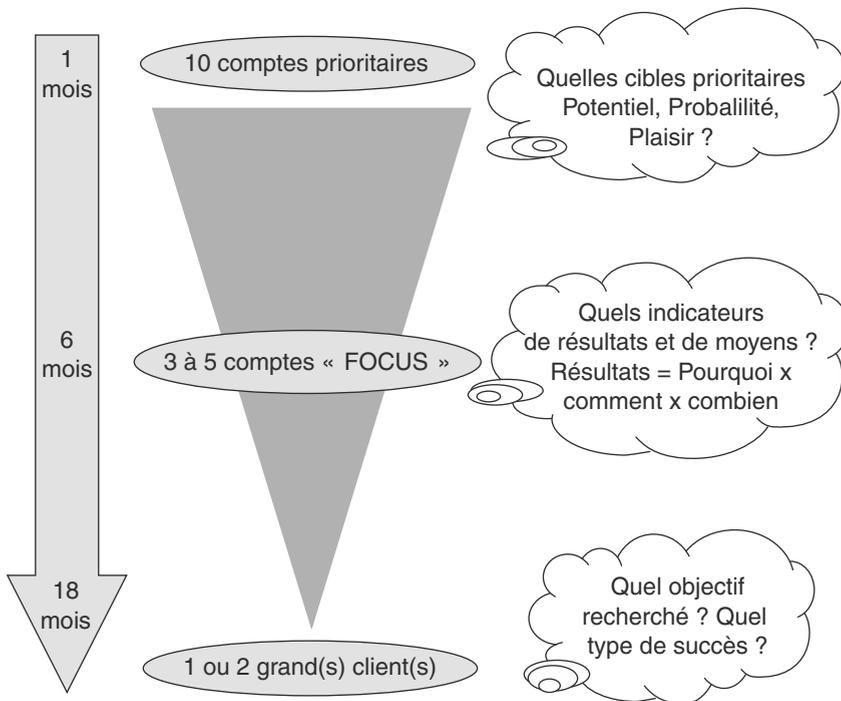 1
mois
10 comptes prioritaires
Quelles cibles prioritaires
Potentiel, Probalilité,
Plaisir ?
6
mois
3 à 5 comptes « FOCUS »
Quels indicateurs
de résultats et de moyens ?
Résultats = Pourquoi x
comment x combien
18
mois
1 ou 2 grand(s) client(s)
Quel objectif
recherché ? Quel
type de succès ?